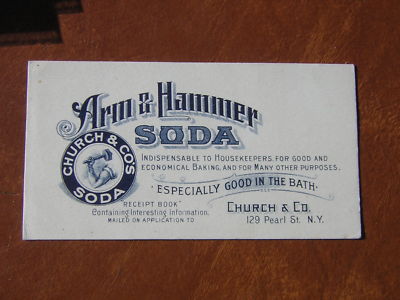 Arm & Hammer
SODA
CHURCH & CO'S
SODA
INDISPENSABLE TO HOUSEKEEPERS, FOR GOOD AND
ECONOMICAL BAKING, AND FOR MANY OTHER PURPOSES.
ESPECIALLY GOOD IN THE BATH.
"RECEIPT BOOK"
Containing Interesting Information,
MAILED ON APPLICATION TO
CHURCH & CO.
129 Pearl St. N.Y.